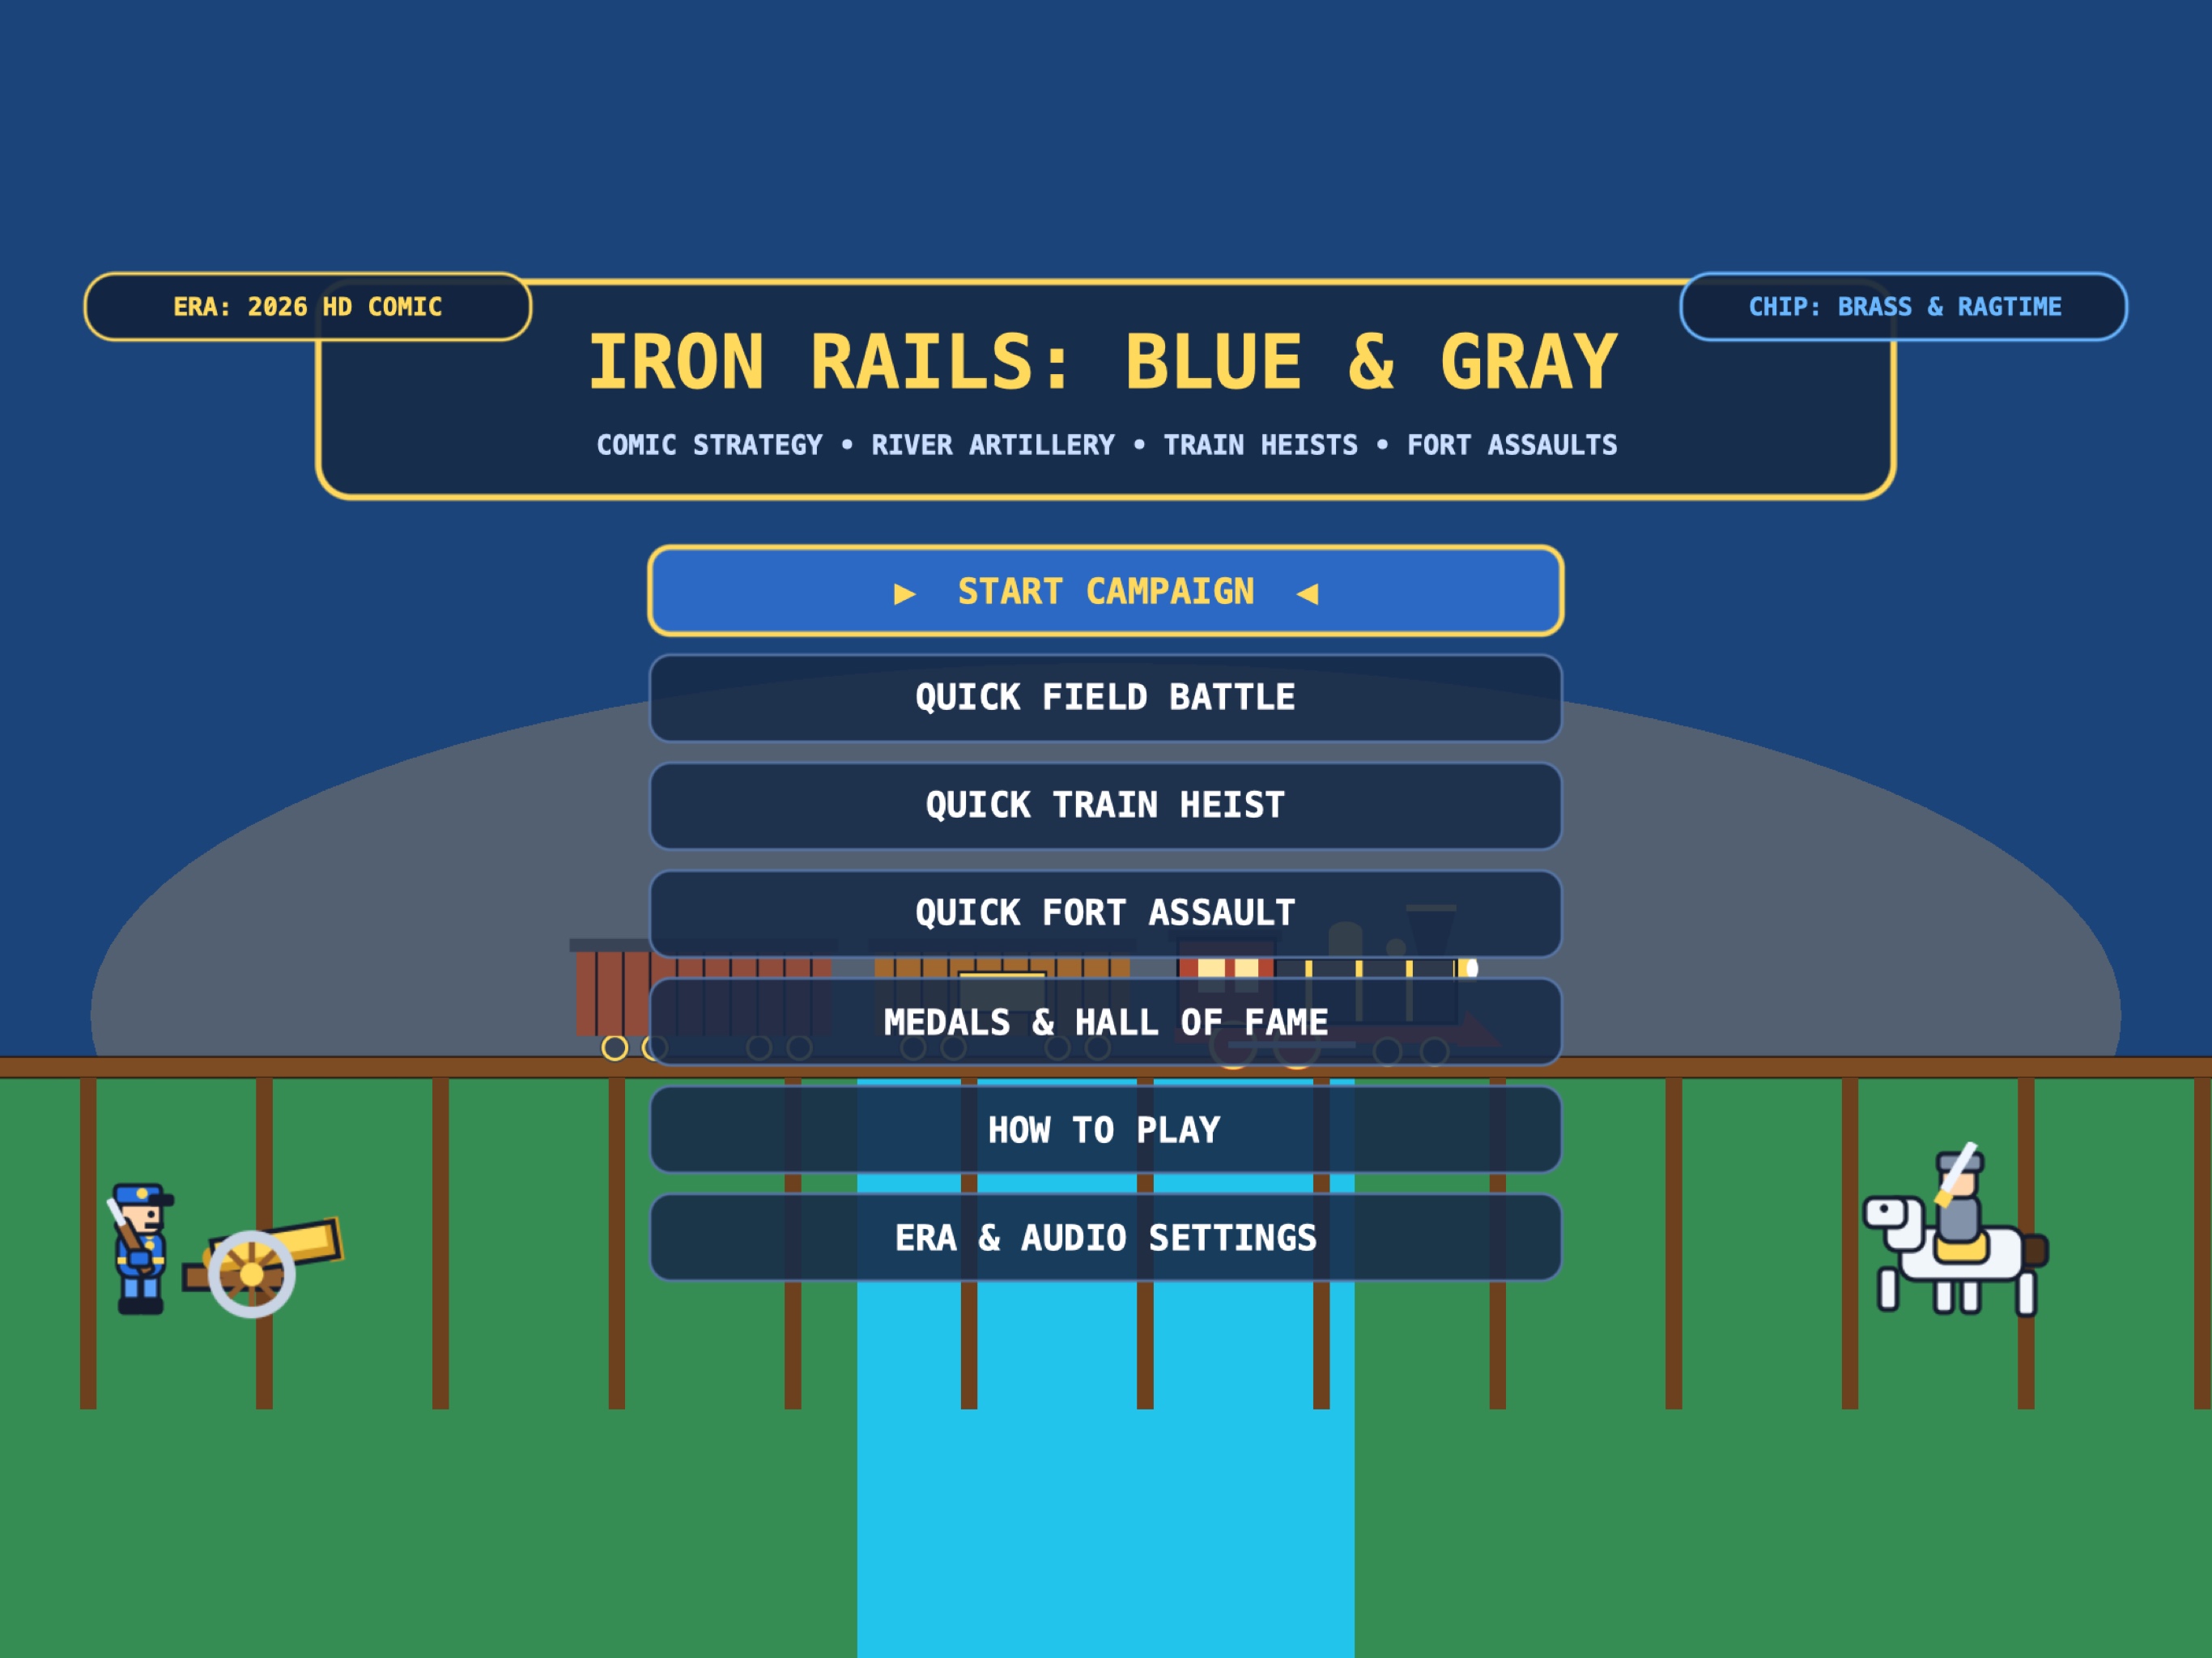 ERA: 2026 HD COMIC
CHIP: BRASS & RAGTIME
IRON RAILS: BLUE & GRAY
COMIC STRATEGY • RIVER ARTILLERY • TRAIN HEISTS • FORT ASSAULTS
▶ START CAMPAIGN ◀
QUICK FIELD BATTLE
QUICK TRAIN HEIST
QUICK FORT ASSAULT
MEDALS & HALL OF FAME
HOW TO PLAY
ERA & AUDIO SETTINGS